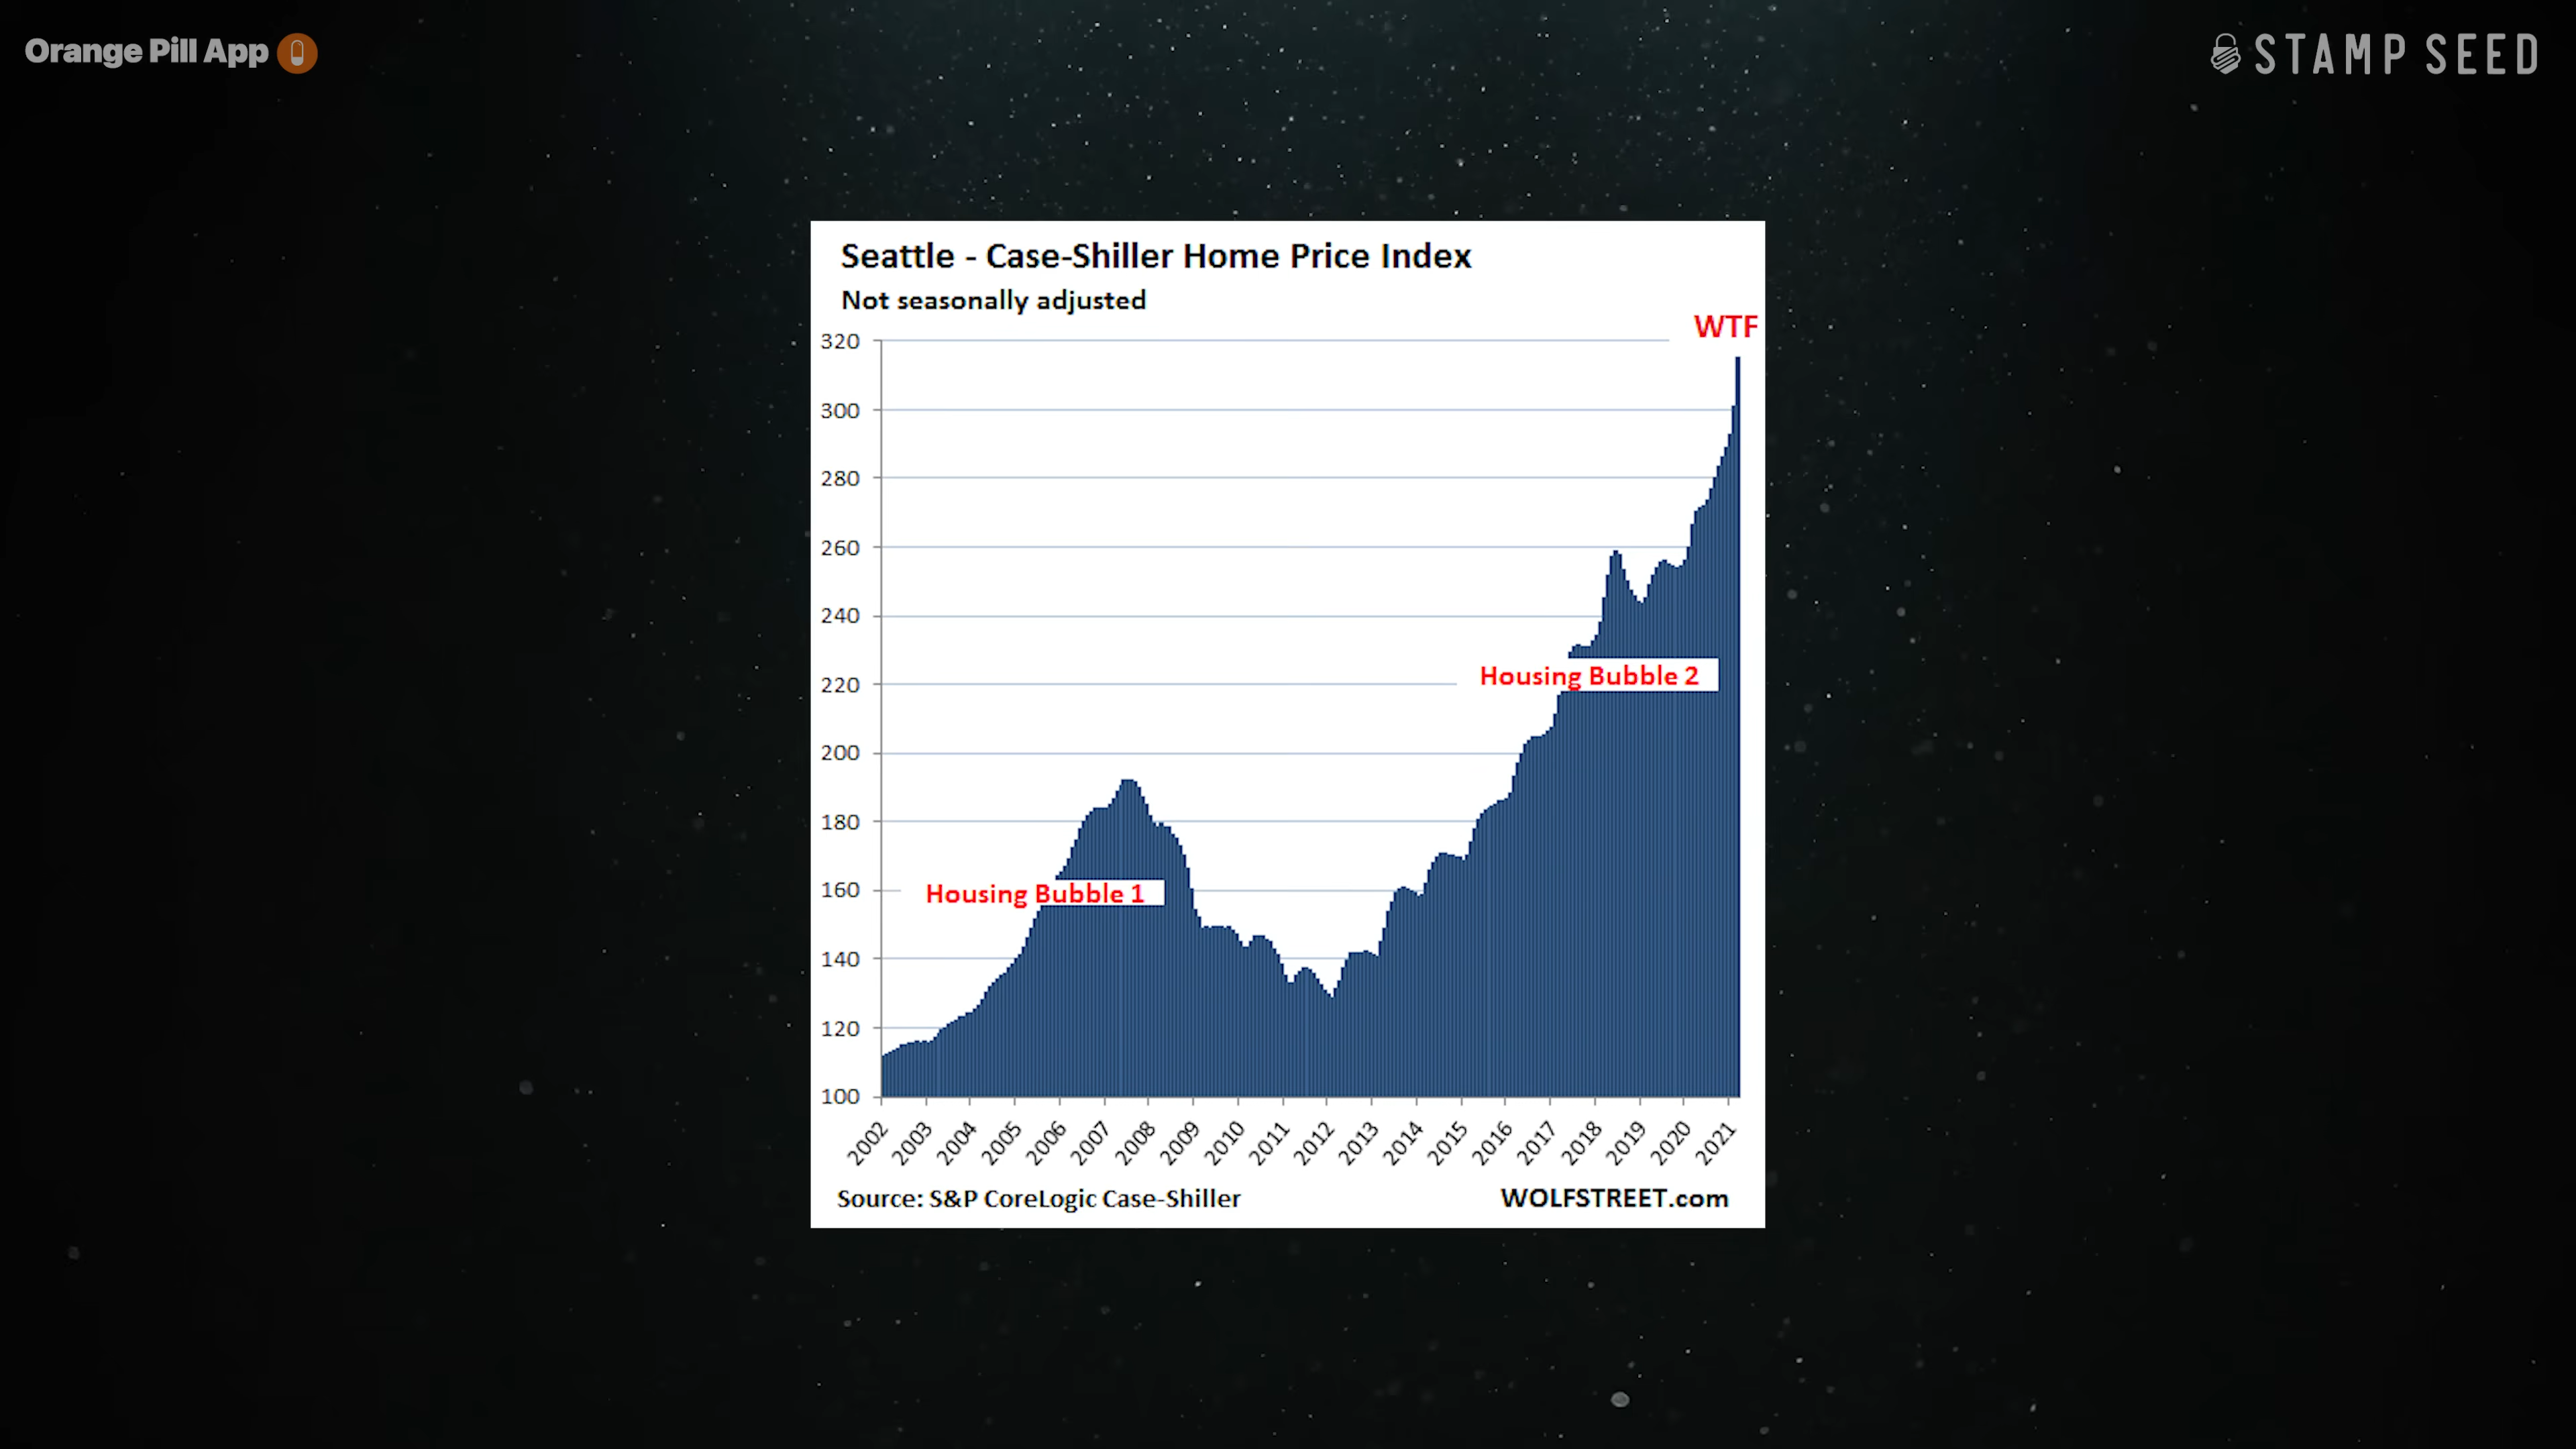 Orange Pill App
STAMP SEED
Seattle - Case-Shiller Home Price Index
Not seasonally adjusted
WTF
320
300
280
260
240
Housing Bubble 2
220
200
180
160
Housing Bubble 1
140
120
100
2002 2003 2004 2005 2006 2007 2008 2009 2010 2011 2012 2013 2014 2015 2016 2017 2018 2019 2020 2021
Source: S&P CoreLogic Case-Shiller
WOLFSTREET.com